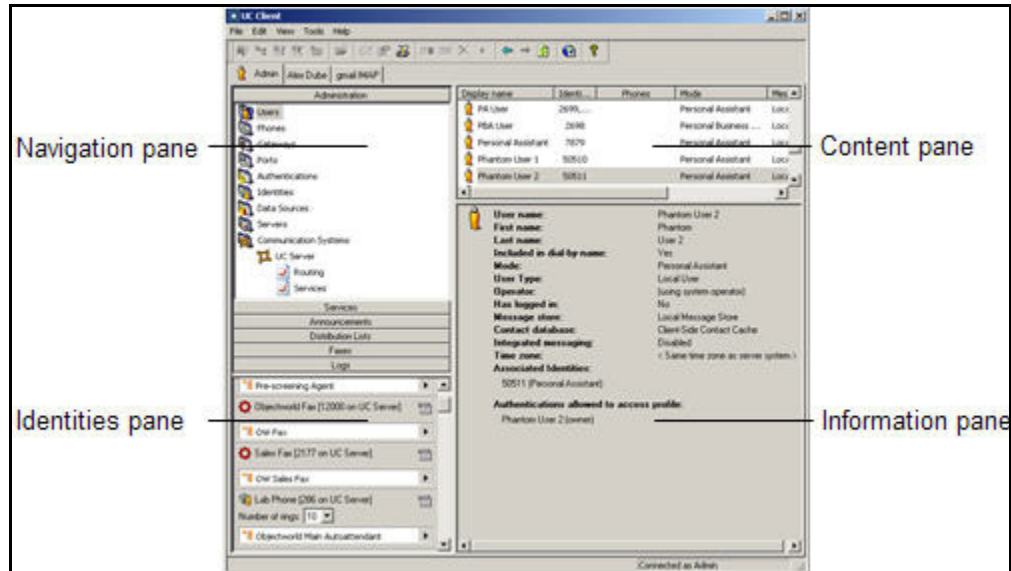 UC Client
File Edit View Tools Help
Admin Alex Dube gmail IMAP
Administration
Users
Phones
Gateways
Ports
Authentications
Identities
Data Sources
Servers
Communication Systems
UC Server
Routing
Services
Services
Announcements
Distribution Lists
Faxes
Logs
Navigation pane
Display name Identi... Phones Mode Mes
PA User 2699,... Personal Assistant Loca
PBA User 2698 Personal Business ... Loca
Personal Assistant 7879 Personal Assistant Loca
Phantom User 1 50510 Personal Assistant Loca
Phantom User 2 50511 Personal Assistant Loca
Content pane
User name: Phantom User 2
First name: Phantom
Last name: User 2
Included in dial-by-name: Yes
Mode: Personal Assistant
User Type: Local User
Operator: (using system operator)
Has logged in: No
Message store: Local Message Store
Contact database: Client-Side Contact Cache
Integrated messaging: Disabled
Time zone: < Same time zone as server system >
Associated Identities:
50511 (Personal Assistant)
Authentications allowed to access profile:
Phantom User 2 (owner)
Information pane
Identities pane
Pre-screening Agent
Objectworld Fax [12000 on UC Server]
OW Fax
Sales Fax [2177 on UC Server]
OW Sales Fax
Lab Phone [286 on UC Server]
Number of rings: 10
Objectworld Main Autoattendant
Connected as Admin